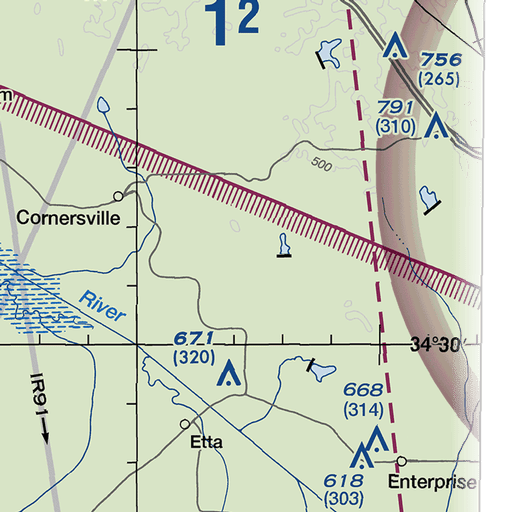 12
756
(265)
m
791
(310)
500
Cornersville
River
34°30'
671
(320)
IR91
668
(314)
Etta
Enterprise
618
(303)